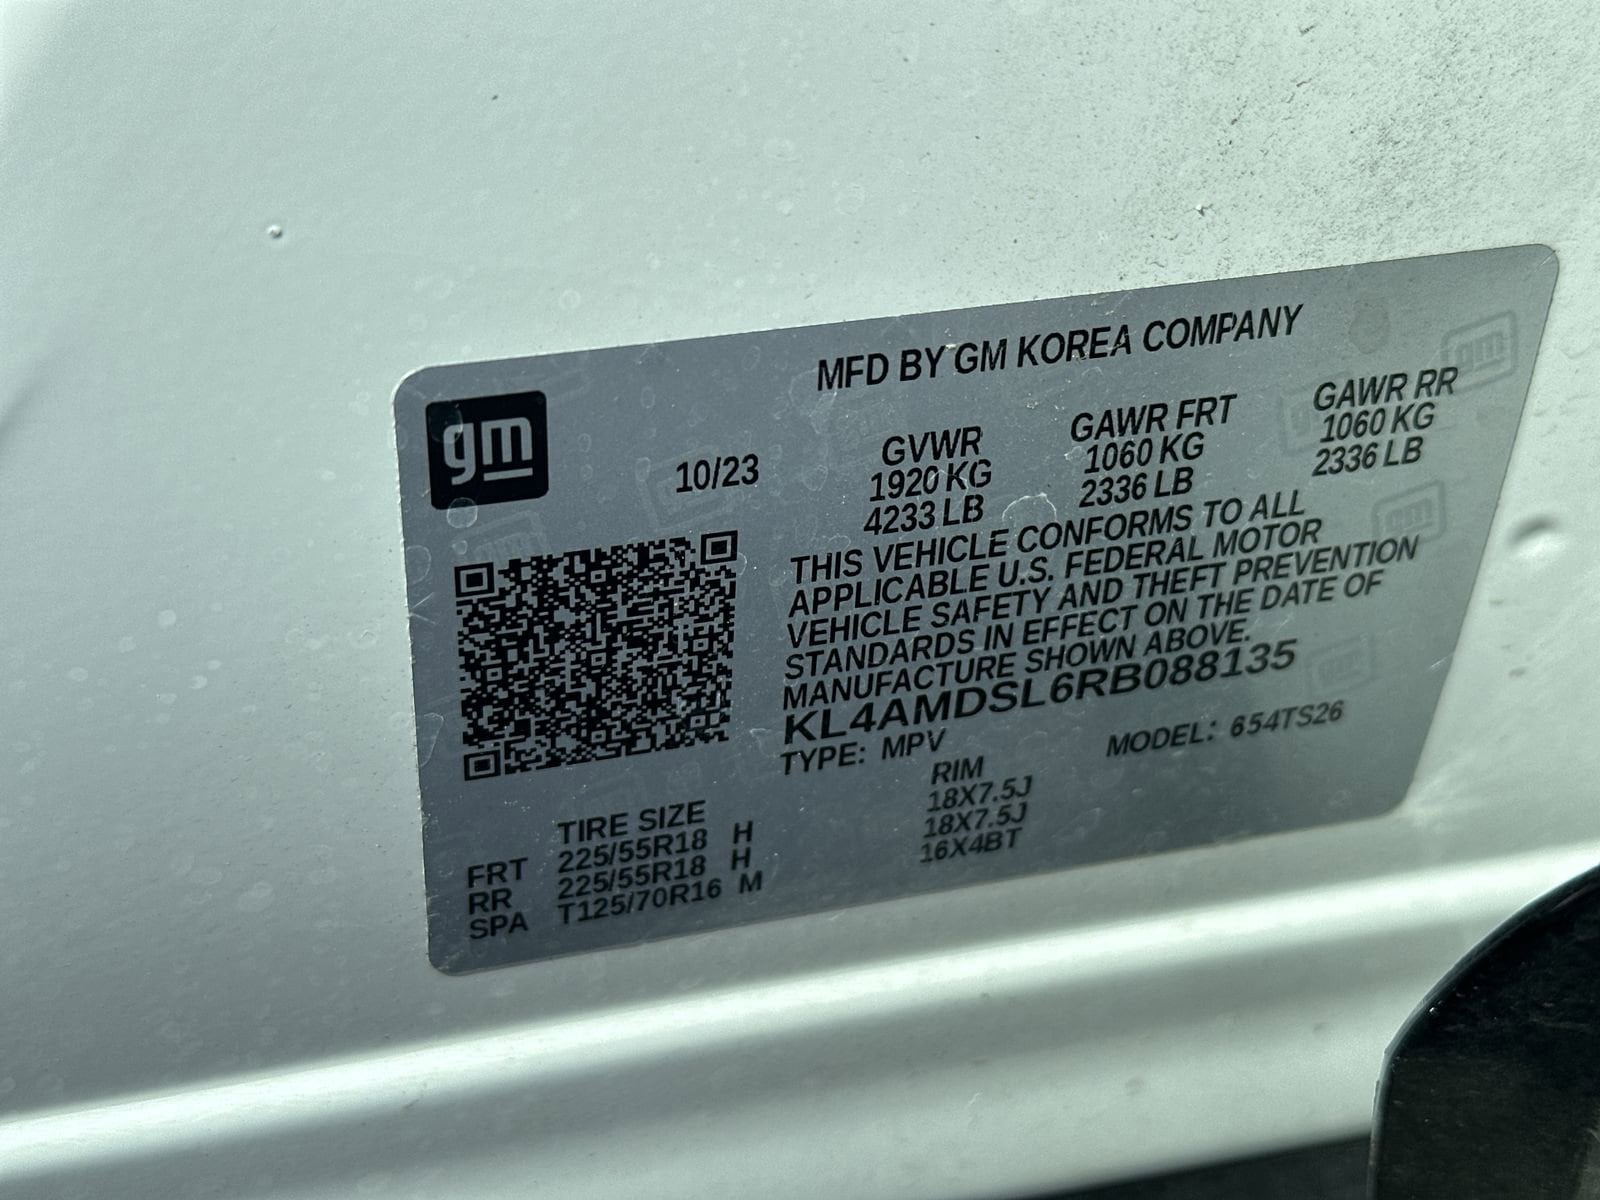 gm
MFD BY GM KOREA COMPANY
10/23
GVWR GAWR FRT GAWR RR
1920 KG 1060 KG 1060 KG
4233 LB 2336 LB 2336 LB
THIS VEHICLE CONFORMS TO ALL
APPLICABLE U.S. FEDERAL MOTOR
VEHICLE SAFETY AND THEFT PREVENTION
STANDARDS IN EFFECT ON THE DATE OF
MANUFACTURE SHOWN ABOVE.
KL4AMDSL6RB088135
TYPE: MPV MODEL: 654TS26
TIRE SIZE RIM
FRT 225/55R18 H 18X7.5J
RR 225/55R18 H 18X7.5J
SPA T125/70R16 M 16X4BT